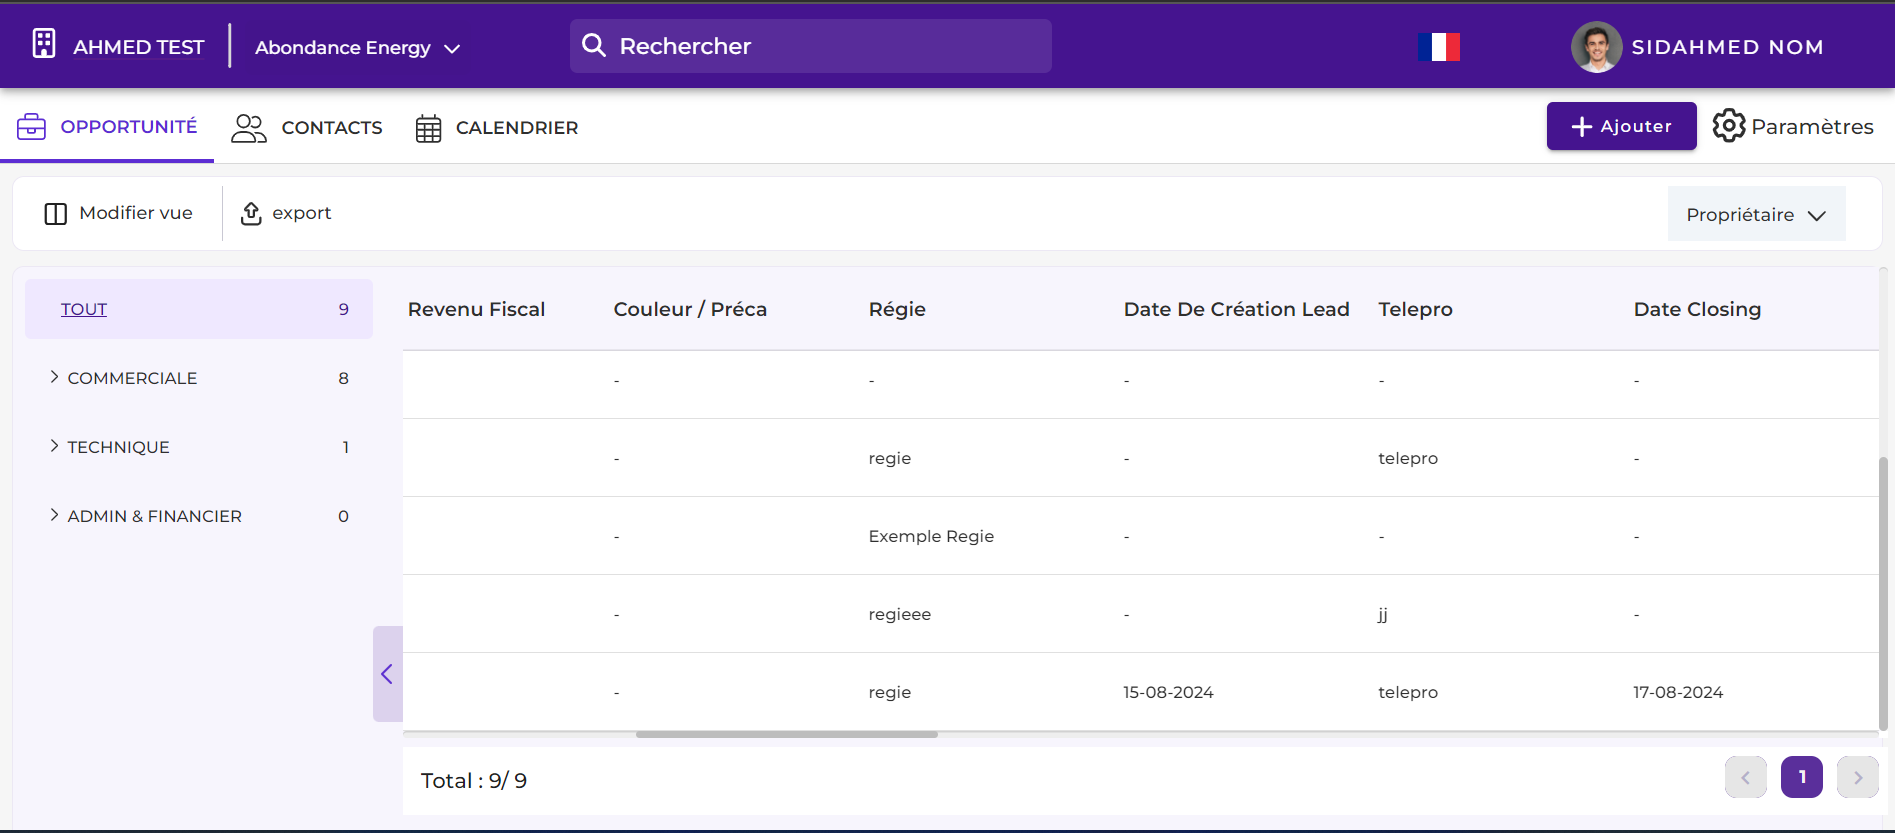 AHMED TEST
Abondance Energy
Rechercher
SIDAHMED NOM
OPPORTUNITÉ
CONTACTS
CALENDRIER
Ajouter
Paramètres
Modifier vue
export
Propriétaire
TOUT 9
COMMERCIALE 8
TECHNIQUE 1
ADMIN & FINANCIER 0
Revenu Fiscal Couleur / Préca Régie Date De Création Lead Telepro Date Closing
- - - - -
- regie - telepro -
- Exemple Regie - - -
- regieee - jj -
- regie 15-08-2024 telepro 17-08-2024
Total : 9/ 9
1